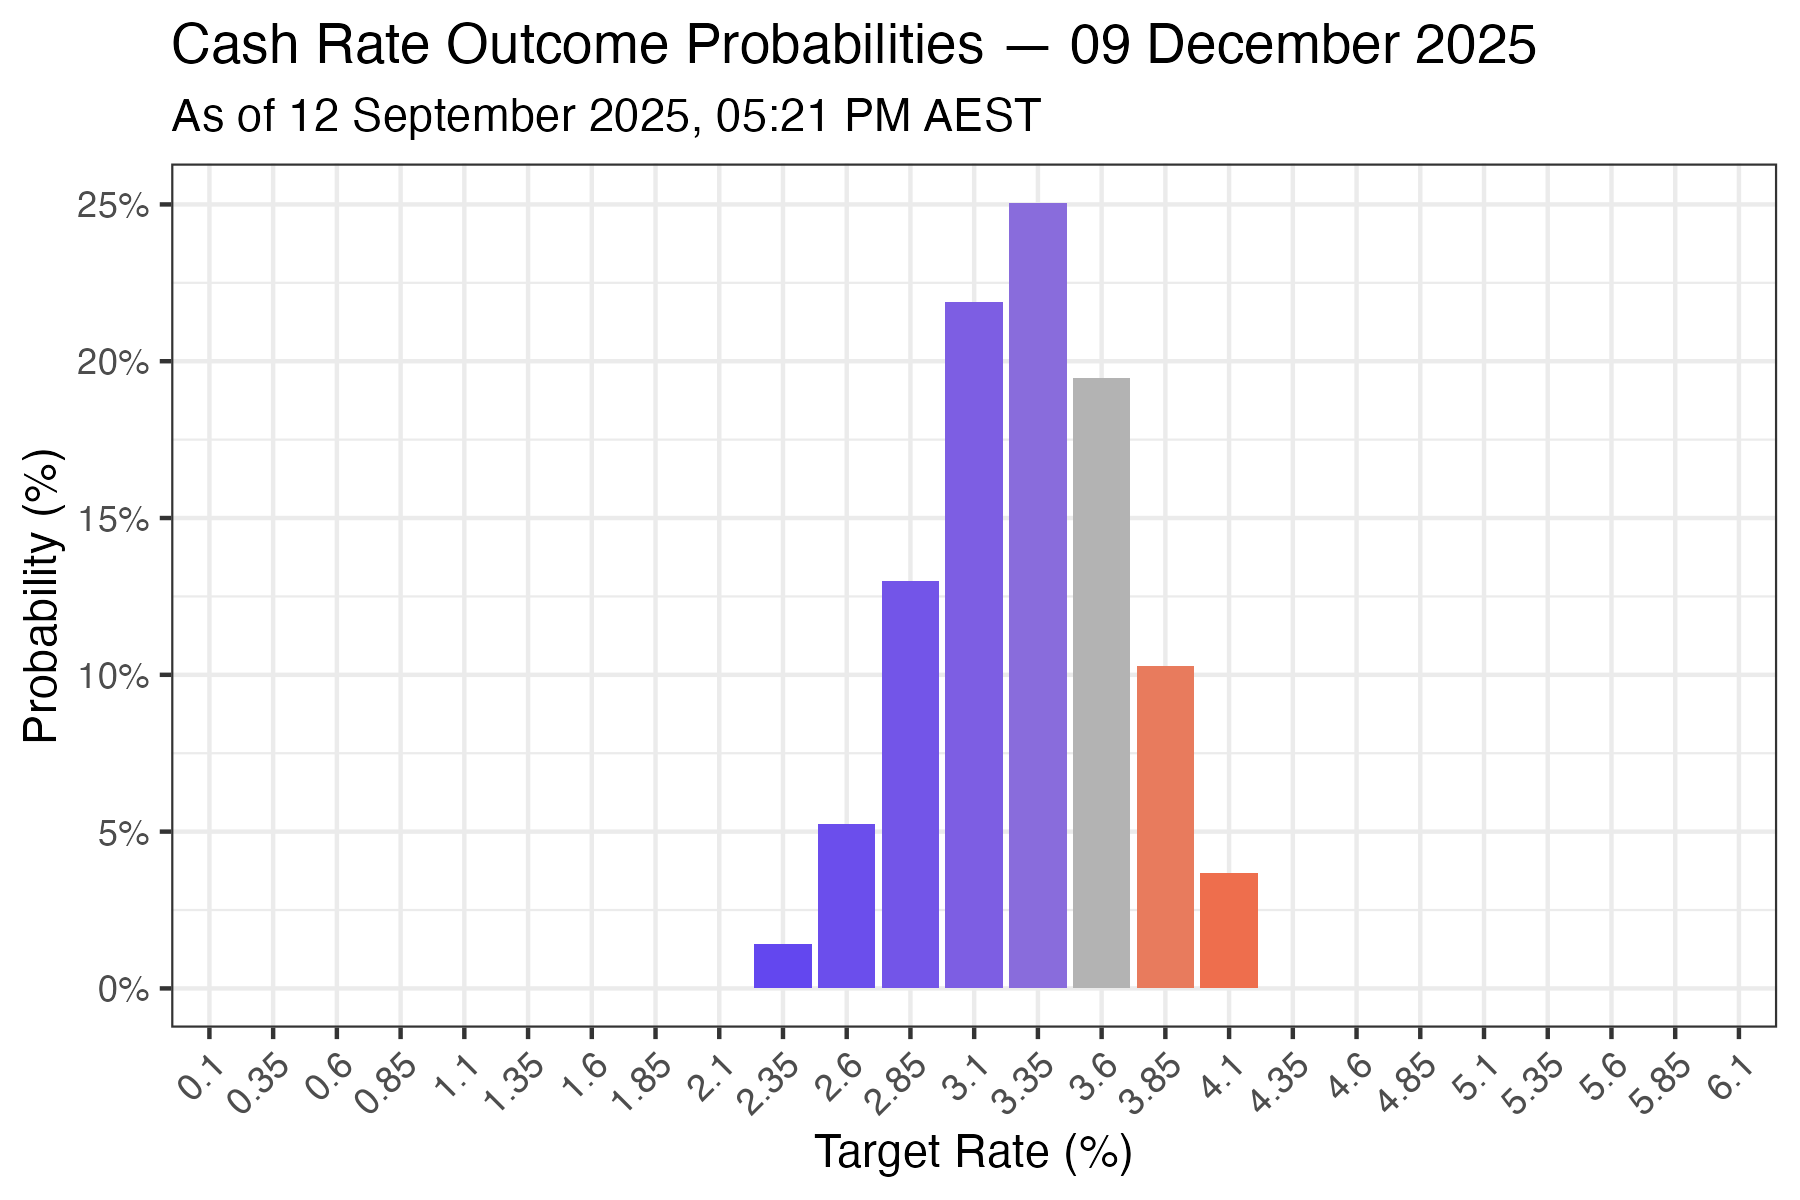 Cash Rate Outcome Probabilities — 09 December 2025
As of 12 September 2025, 05:21 PM AEST
Probability (%)
25%
20%
15%
10%
5%
0%
0.1 0.35 0.6 0.85 1.1 1.35 1.6 1.85 2.1 2.35 2.6 2.85 3.1 3.35 3.6 3.85 4.1 4.35 4.6 4.85 5.1 5.35 5.6 5.85 6.1
Target Rate (%)